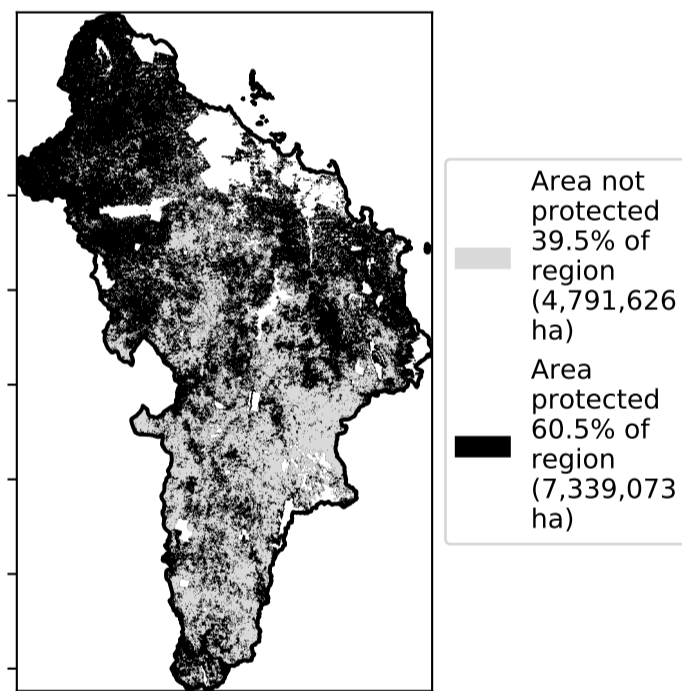 Area not
protected
39.5% of
region
(4,791,626
ha)
Area
protected
60.5% of
region
(7,339,073
ha)